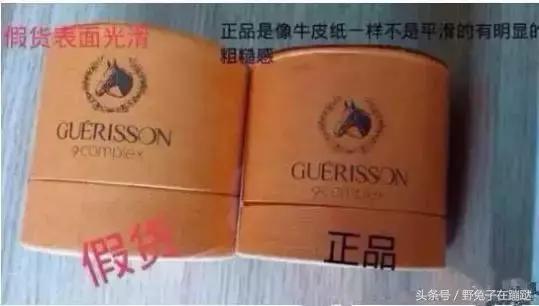 假货表面光滑
正品是像牛皮纸一样不是平滑的有明显的
粗糙感
GUÉRISSON
9complex
GUÉRISSON
9complex
假货
正品
头条号／野兔子在蹦跶